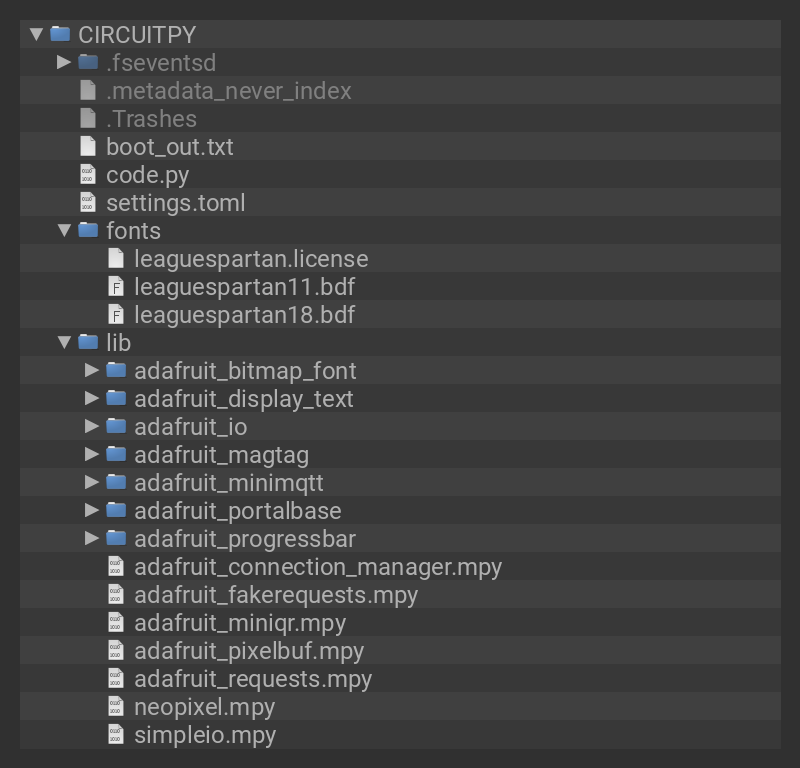 CIRCUITPY
.fseventsd
.metadata_never_index
.Trashes
boot_out.txt
code.py
settings.toml
fonts
leaguespartan.license
leaguespartan11.bdf
leaguespartan18.bdf
lib
adafruit_bitmap_font
adafruit_display_text
adafruit_io
adafruit_magtag
adafruit_minimqtt
adafruit_portalbase
adafruit_progressbar
adafruit_connection_manager.mpy
adafruit_fakerequests.mpy
adafruit_miniqr.mpy
adafruit_pixelbuf.mpy
adafruit_requests.mpy
neopixel.mpy
simpleio.mpy